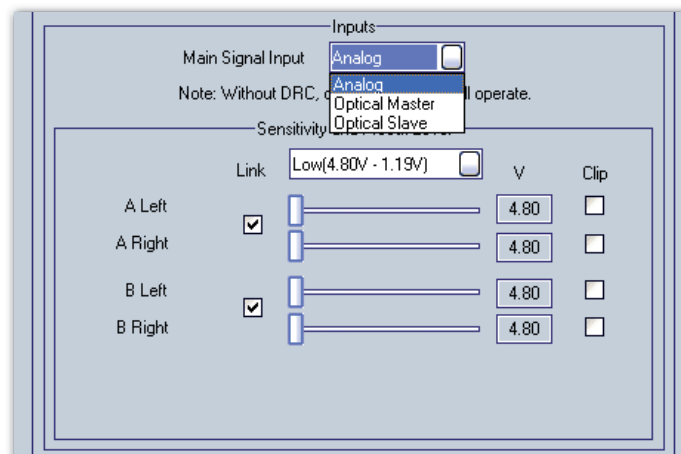 Inputs
Main Signal Input Analog
Analog
Note: Without DRC, operate.
Optical Master
Optical Slave
Link Low(4.80V - 1.19V) V Clip
A Left 4.80
A Right 4.80
B Left 4.80
B Right 4.80